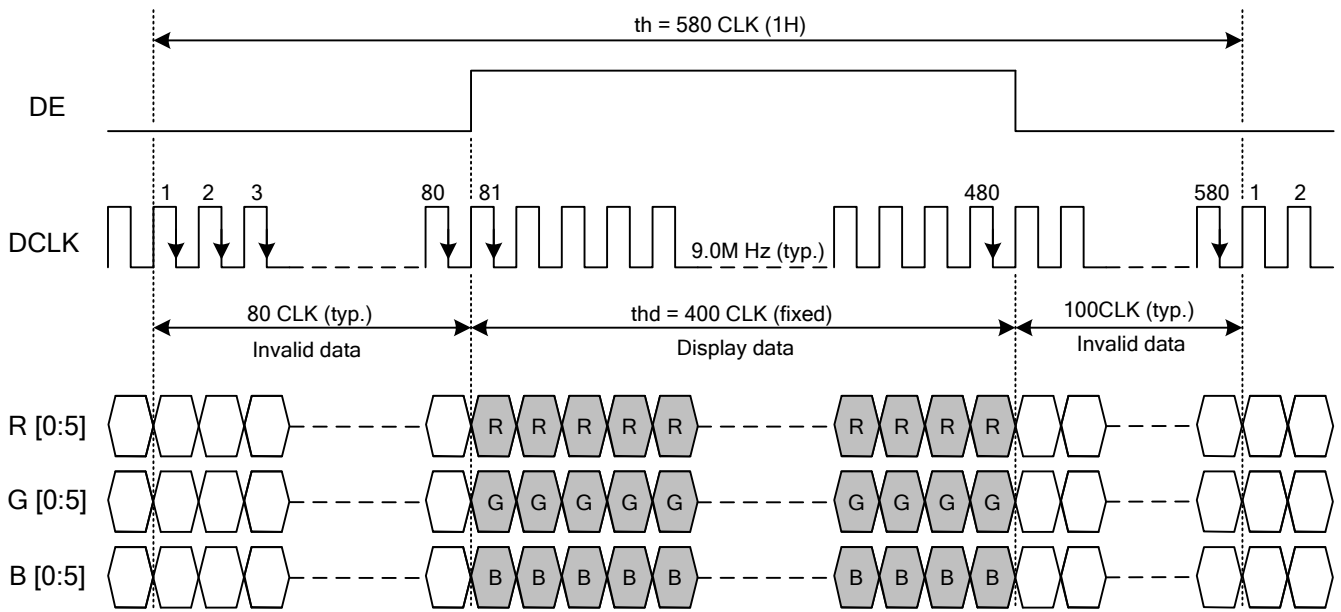 th = 580 CLK (1H)
DE
1 2 3 80 81 480 580 1 2
DCLK
9.0M Hz (typ.)
80 CLK (typ.) thd = 400 CLK (fixed) 100CLK (typ.)
Invalid data Display data Invalid data
R [0:5] R R R R R R R R R
G [0:5] G G G G G G G G G
B [0:5] B B B B B B B B B